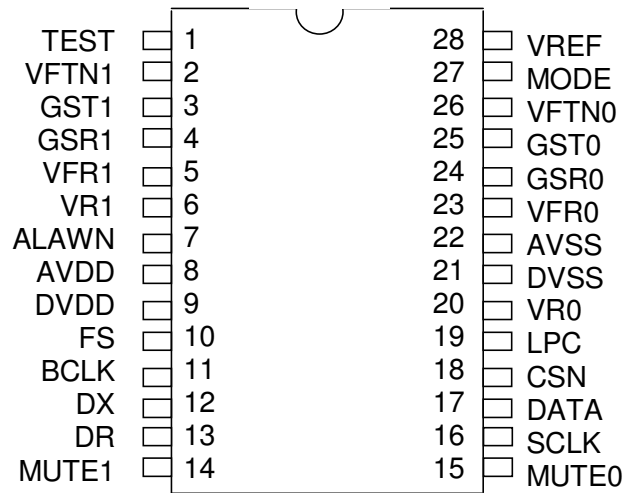 TEST 1 28 VREF
VFTN1 2 27 MODE
GST1 3 26 VFTN0
GSR1 4 25 GST0
VFR1 5 24 GSR0
VR1 6 23 VFR0
ALAWN 7 22 AVSS
AVDD 8 21 DVSS
DVDD 9 20 VR0
FS 10 19 LPC
BCLK 11 18 CSN
DX 12 17 DATA
DR 13 16 SCLK
MUTE1 14 15 MUTE0